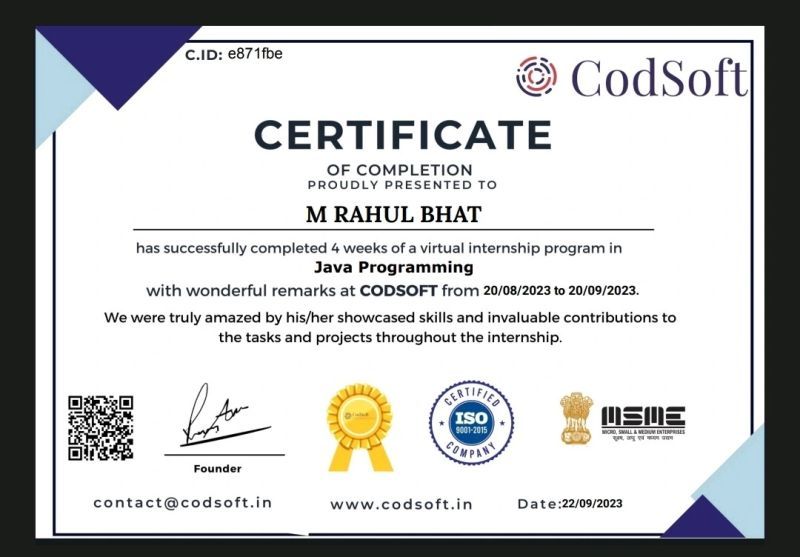 C.ID: e871fbe
CodSoft
CERTIFICATE
OF COMPLETION
PROUDLY PRESENTED TO
M RAHUL BHAT
has successfully completed 4 weeks of a virtual internship program in
Java Programming
with wonderful remarks at CODSOFT from 20/08/2023 to 20/09/2023.
We were truly amazed by his/her showcased skills and invaluable contributions to
the tasks and projects throughout the internship.
CodSoft
CERTIFIED
ISO
9001-2015
COMPANY
MSME
MICRO, SMALL & MEDIUM ENTERPRISES
सूक्ष्म, लघु एवं मध्यम उद्यम
Founder
contact@codsoft.in
www.codsoft.in
Date:22/09/2023